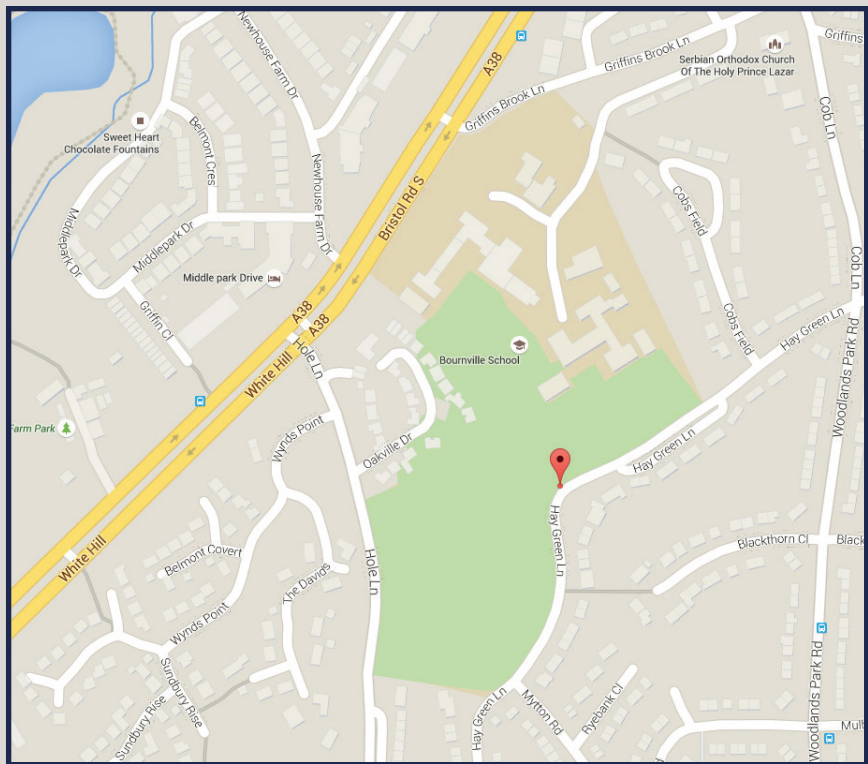 Newhouse Farm Dr
A38
Griffins Brook Ln
Griffins Brook Ln
Serbian Orthodox Church
Of The Holy Prince Lazar
Griffins
Cob Ln
Sweet Heart
Chocolate Fountains
Belmont Cres
Newhouse Farm Dr
Bristol Rd S
Middlepark Dr
Middlepark Dr
Middle park Drive
Cobs Field
Cob Ln
Griffin Cl
A38
A38
Hole Ln
White Hill
Bournville School
Cobs Field
Hay Green Ln
Woodlands Park Rd
Farm Park
Wynds Point
Oakville Dr
Hay Green Ln
White Hill
Belmont Covert
Hole Ln
Hay Green Ln
Blackthorn Cl
Black
The Davids
Wynds Point
Sundbury Rise
Sundbury Rise
Hay Green Ln
Mytton Rd
Ryebank Cl
Woodlands Park Rd
Mull